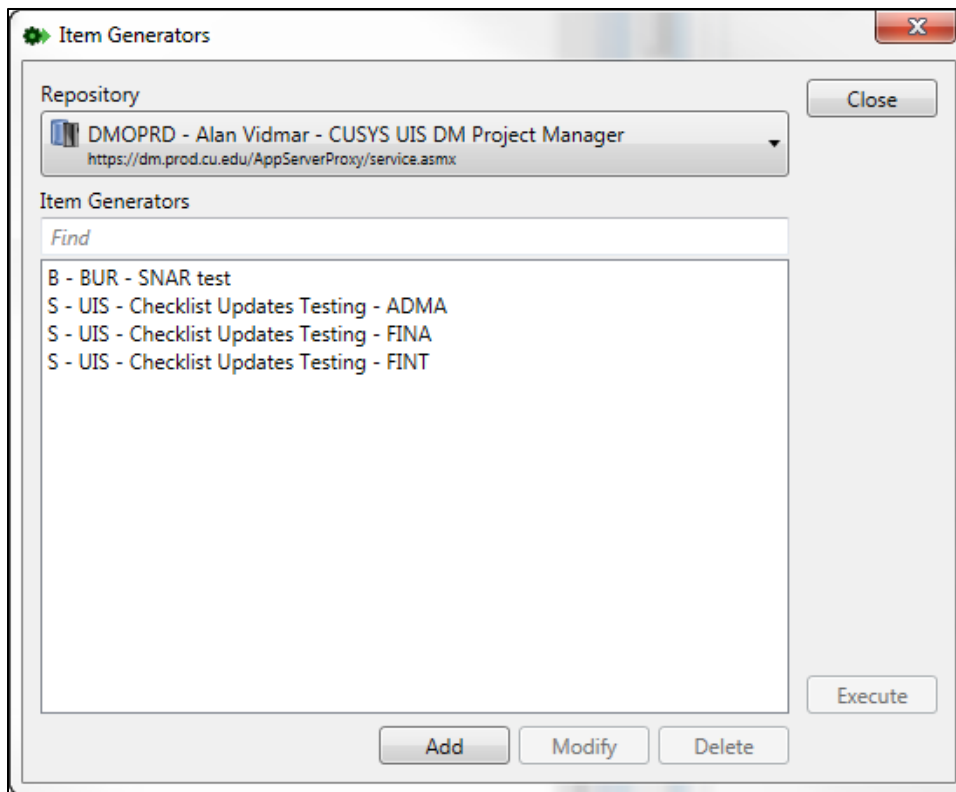 Item Generators
Repository
Close
DMOPRD - Alan Vidmar - CUSYS UIS DM Project Manager
https://dm.prod.cu.edu/AppServerProxy/service.asmx
Item Generators
Find
B - BUR - SNAR test
S - UIS - Checklist Updates Testing - ADMA
S - UIS - Checklist Updates Testing - FINA
S - UIS - Checklist Updates Testing - FINT
Execute
Add Modify Delete